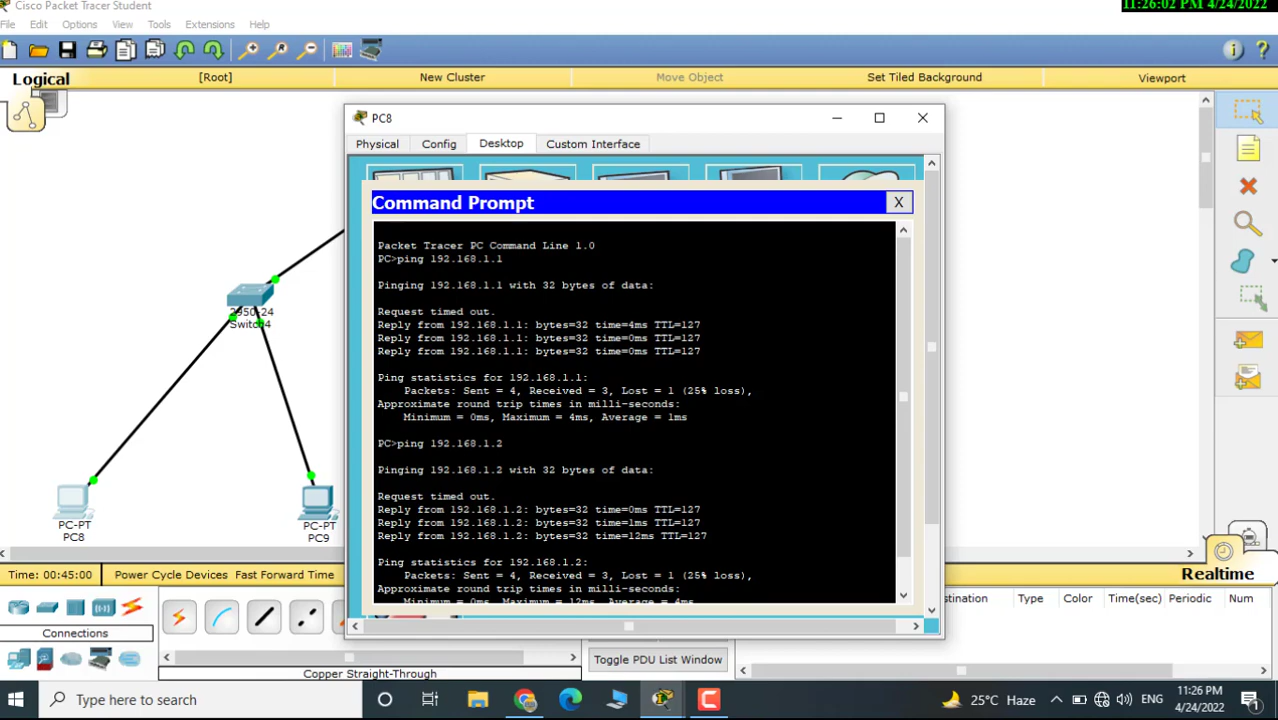 Cisco Packet Tracer Student
11:26:02 PM 4/24/2022
File Edit Options View Tools Extensions Help
Logical
[Root]
New Cluster
Move Object
Set Tiled Background
Viewport
PC8
Physical Config Desktop Custom Interface
Command Prompt
X
Packet Tracer PC Command Line 1.0
PC>ping 192.168.1.1
Pinging 192.168.1.1 with 32 bytes of data:
Request timed out.
Reply from 192.168.1.1: bytes=32 time=4ms TTL=127
Reply from 192.168.1.1: bytes=32 time=0ms TTL=127
Reply from 192.168.1.1: bytes=32 time=0ms TTL=127
Ping statistics for 192.168.1.1:
Packets: Sent = 4, Received = 3, Lost = 1 (25% loss),
Approximate round trip times in milli-seconds:
Minimum = 0ms, Maximum = 4ms, Average = 1ms
PC>ping 192.168.1.2
Pinging 192.168.1.2 with 32 bytes of data:
Request timed out.
Reply from 192.168.1.2: bytes=32 time=0ms TTL=127
Reply from 192.168.1.2: bytes=32 time=1ms TTL=127
Reply from 192.168.1.2: bytes=32 time=12ms TTL=127
Ping statistics for 192.168.1.2:
Packets: Sent = 4, Received = 3, Lost = 1 (25% loss),
Approximate round trip times in milli-seconds:
Minimum = 0ms, Maximum = 12ms, Average = 4ms
2950-24
Switch4
PC-PT
PC8
PC-PT
PC9
Time: 00:45:00
Power Cycle Devices Fast Forward Time
Realtime
Connections
Copper Straight-Through
Toggle PDU List Window
stination Type Color Time(sec) Periodic Num
Type here to search
25°C Haze
ENG
11:26 PM
4/24/2022
1